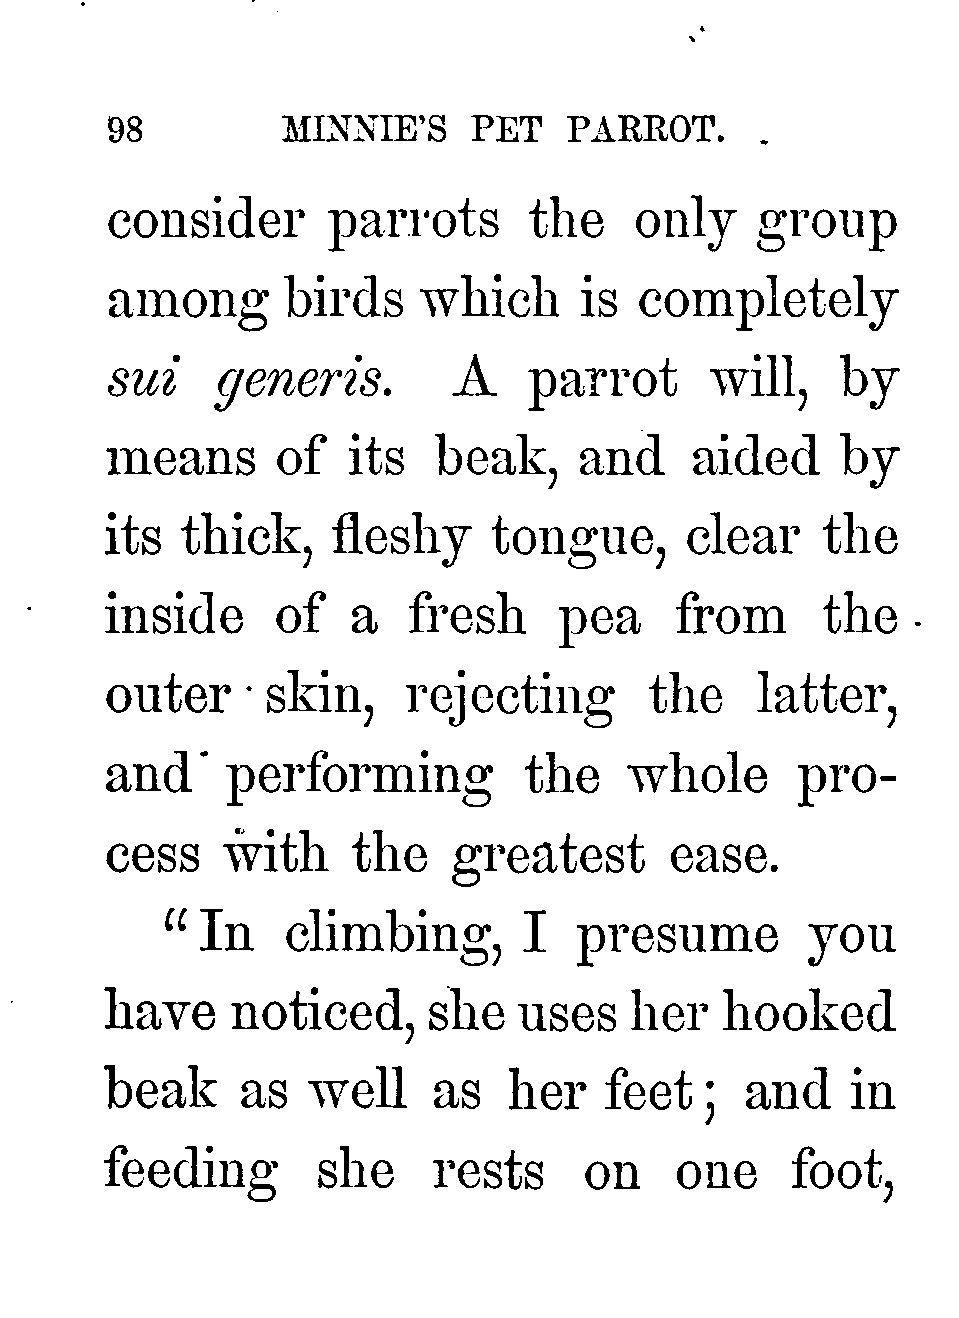 98 MINNIE'S PET PARROT.
consider parrots the only group
among birds which is completely
sui generis. A parrot will, by
means of its beak, and aided by
its thick, fleshy tongue, clear the
inside of a fresh pea from the
outer skin, rejecting the latter,
and performing the whole pro-
cess with the greatest ease.
"In climbing, I presume you
have noticed, she uses her hooked
beak as well as her feet; and in
feeding she rests on one foot,